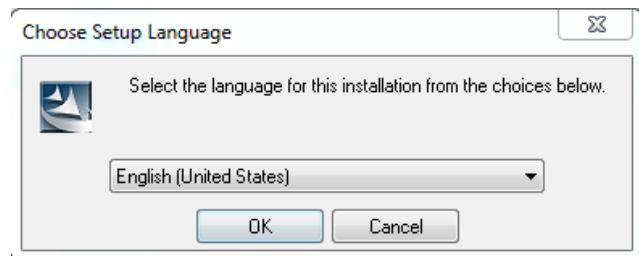 Choose Setup Language
Select the language for this installation from the choices below.
English (United States)
OK
Cancel